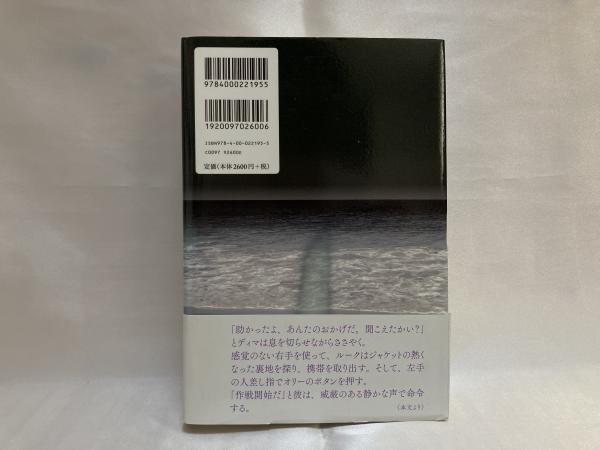 9784000221955
1920097026006
ISBN978-4-00-022195-5
C0097 ¥2600E
定価(本体2600円+税)
「助かったよ、あんたのおかげだ。聞こえたかい？」
とディマは息を切らせながらささやく。
感覚のない右手を使って、ルークはジャケットの熱く
なった裏地を探り、携帯を取り出す。そして、左手
の人差し指でオリーのボタンを押す。
「作戦開始だ」と彼は、威厳のある静かな声で命令
する。
（本文より）